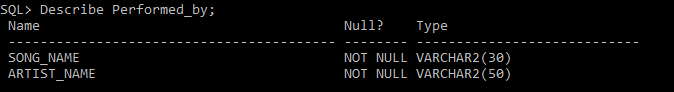 SQL> Describe Performed_by;
Name Null? Type
----------------------------------------- -------- ----------------------------
SONG_NAME NOT NULL VARCHAR2(30)
ARTIST_NAME NOT NULL VARCHAR2(50)